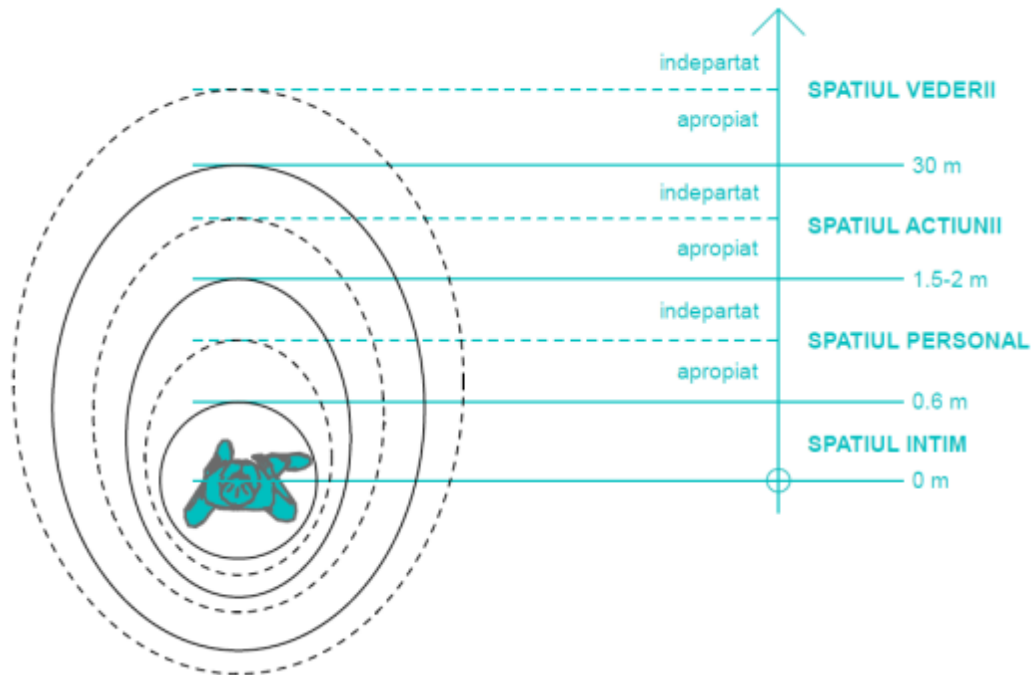 indepartat
SPATIUL VEDERII
apropiat
30 m
indepartat
SPATIUL ACTIUNII
apropiat
1.5-2 m
indepartat
SPATIUL PERSONAL
apropiat
0.6 m
SPATIUL INTIM
0 m